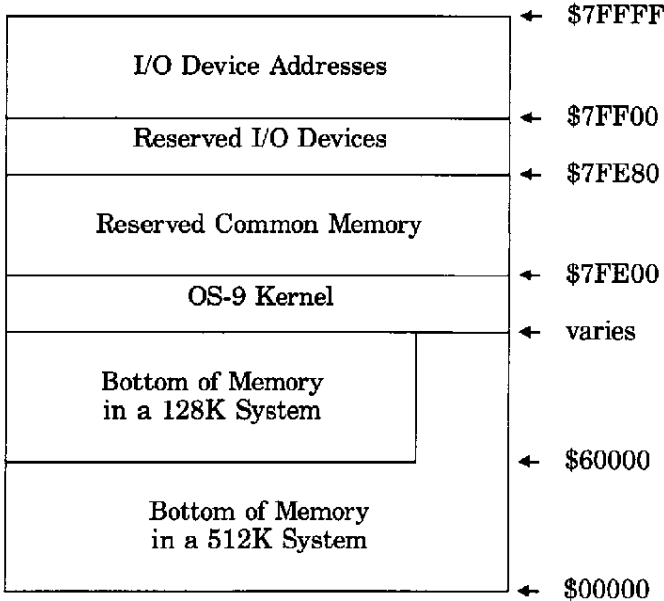 $7FFFF
I/O Device Addresses
$7FF00
Reserved I/O Devices
$7FE80
Reserved Common Memory
$7FE00
OS-9 Kernel
varies
Bottom of Memory
in a 128K System
$60000
Bottom of Memory
in a 512K System
$00000